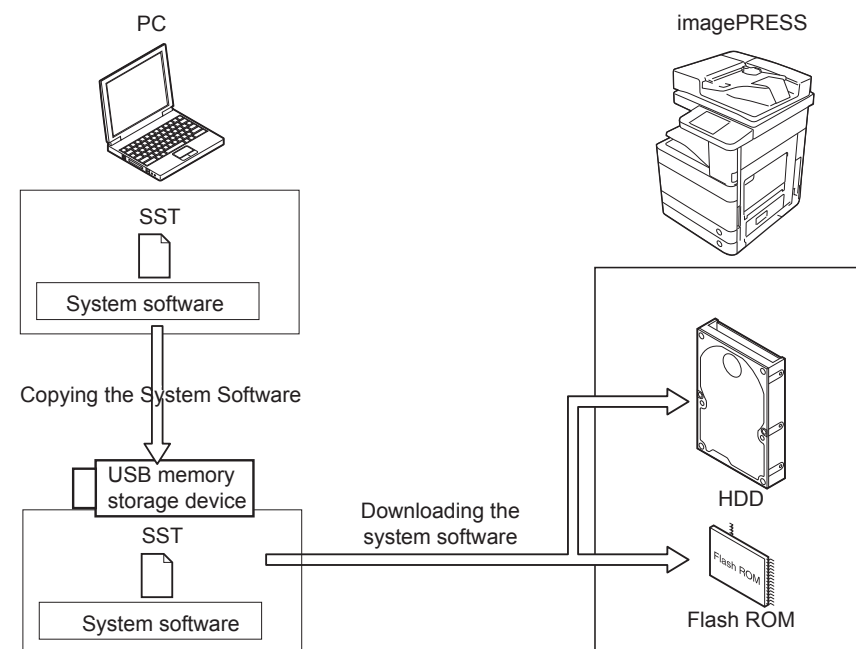 PC
imagePRESS
SST
System software
Copying the System Software
USB memory
storage device
SST
System software
Downloading the
system software
HDD
Flash ROM
Flash ROM